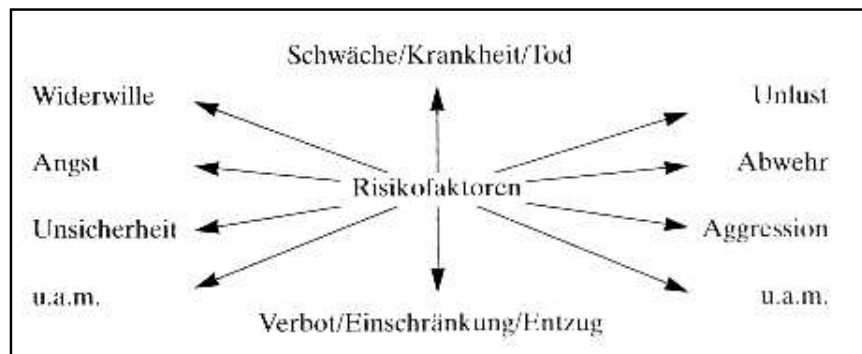 Schwäche/Krankheit/Tod
Widerwille
Unlust
Angst
Abwehr
Risikofaktoren
Unsicherheit
Aggression
u.a.m.
u.a.m.
Verbot/Einschränkung/Entzug